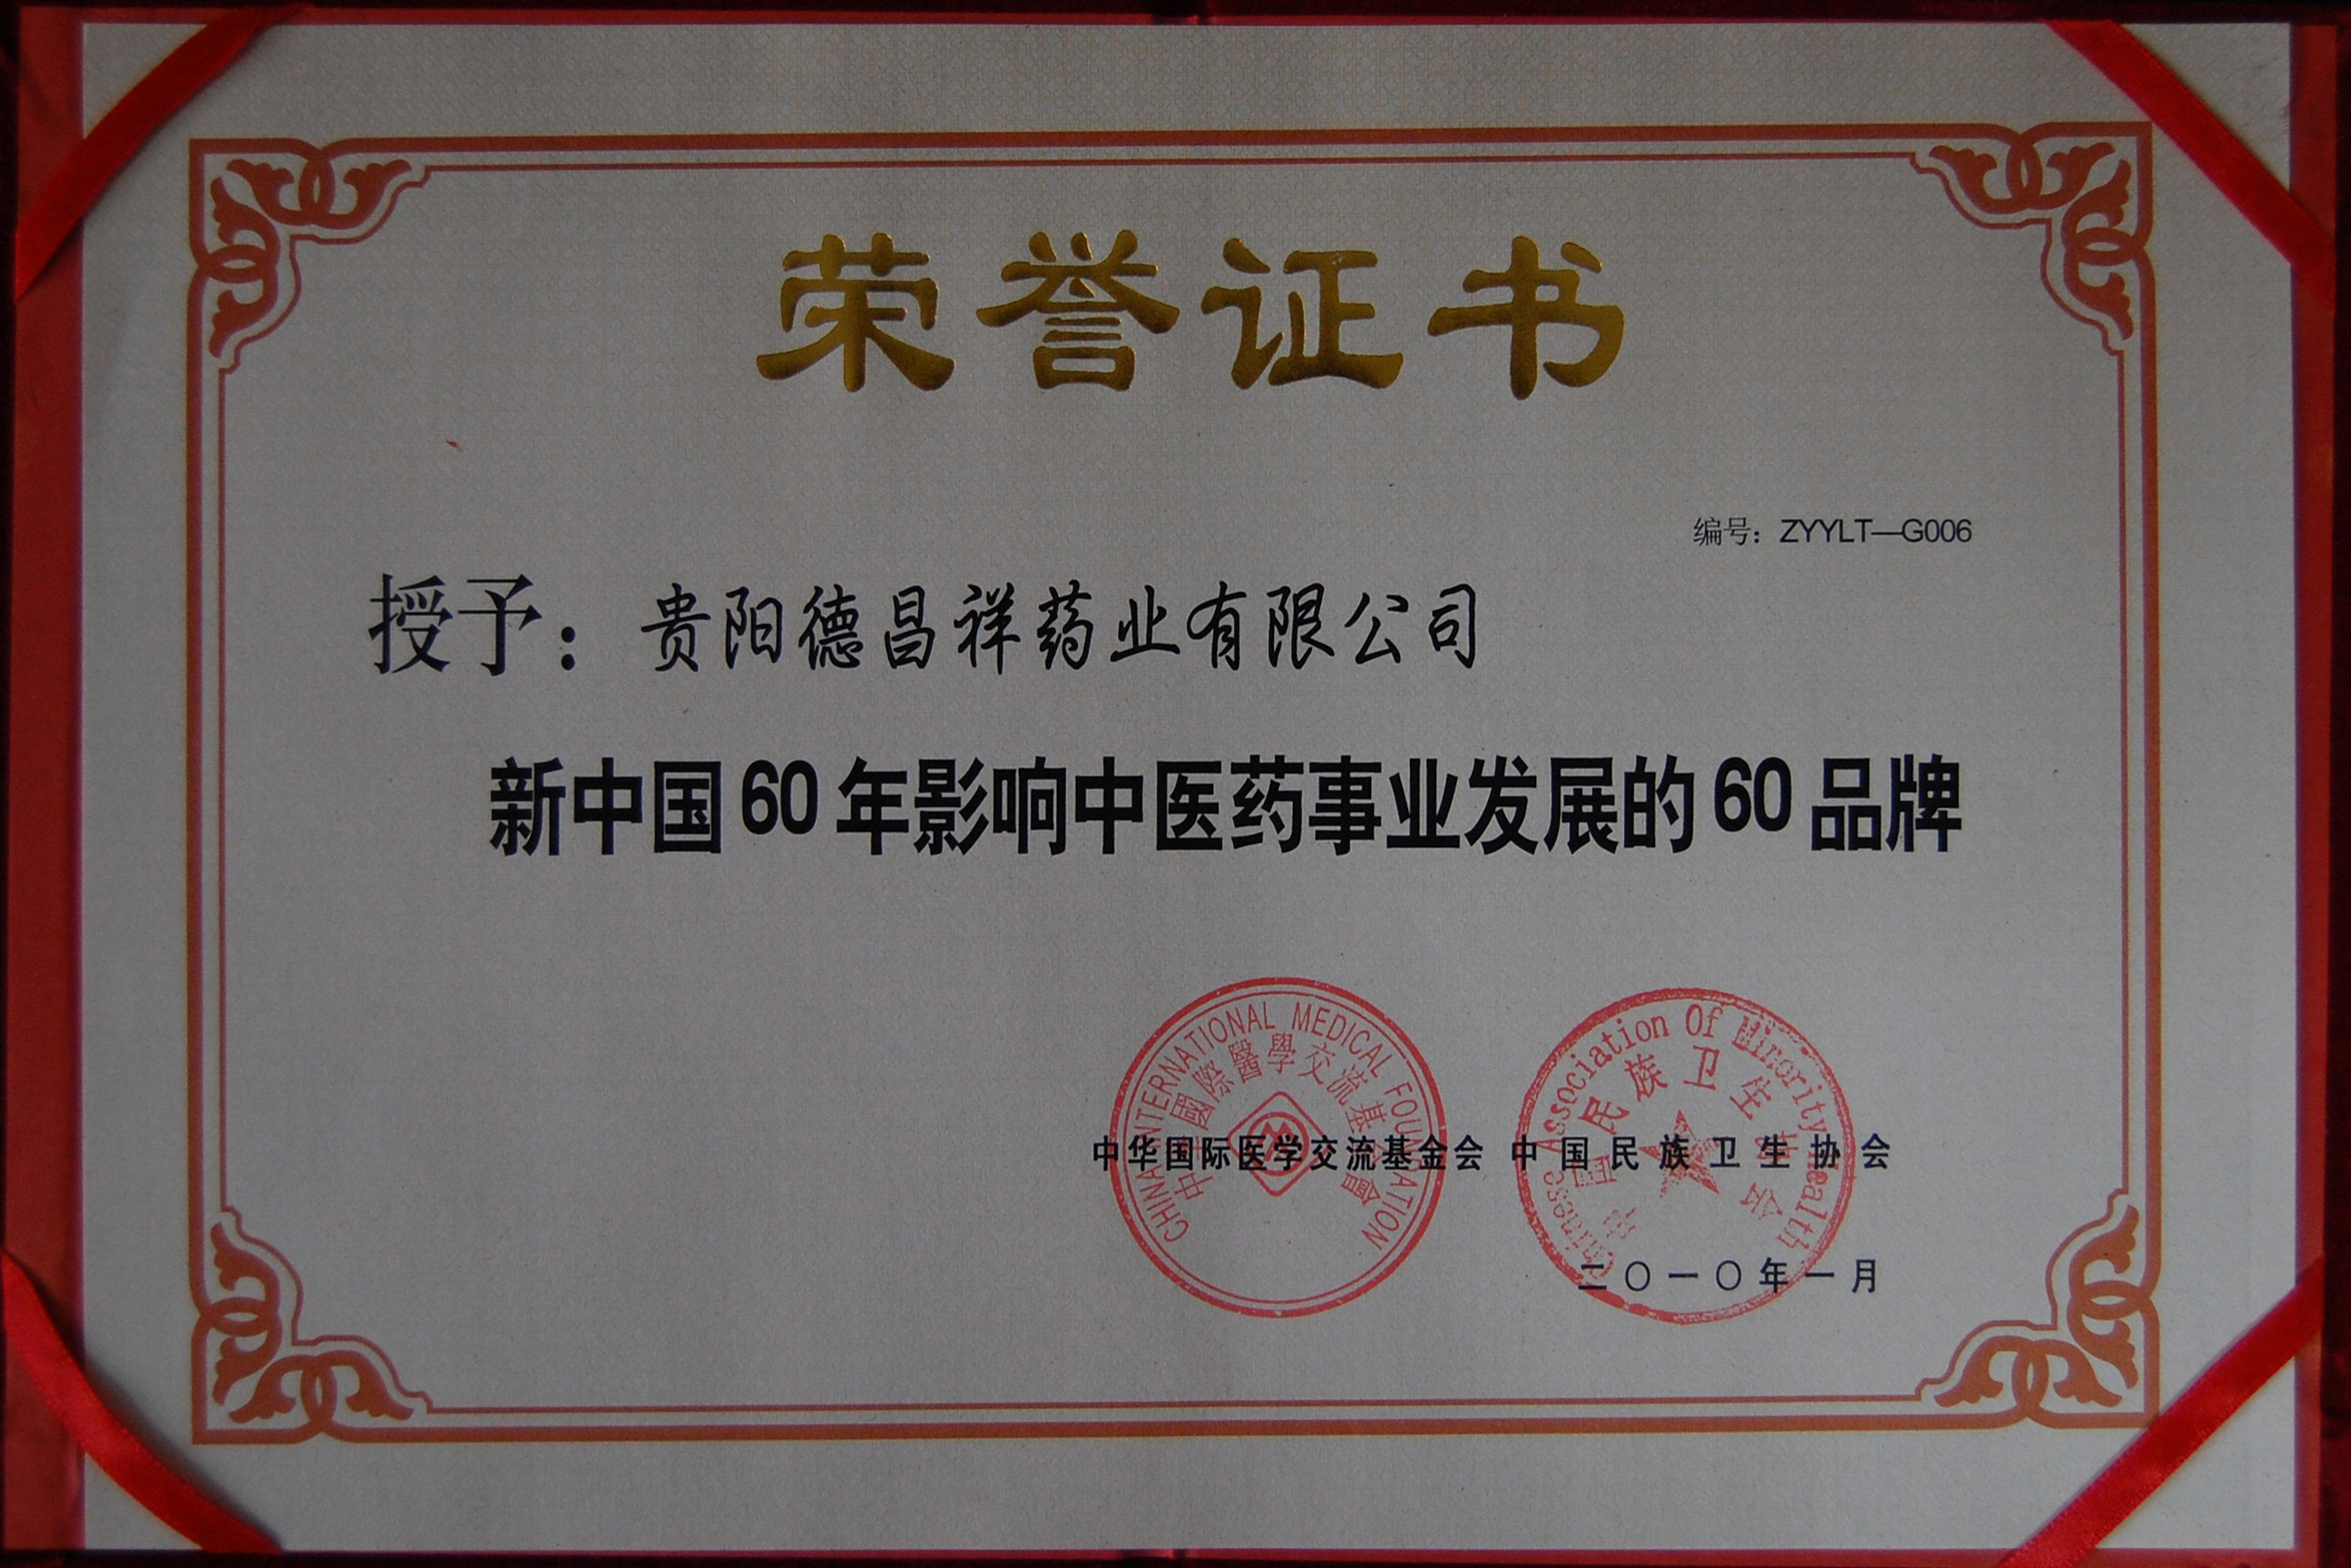 荣誉证书
编号：ZYYLT—G006
授予：贵阳德昌祥药业有限公司
新中国60年影响中医药事业发展的60品牌
CHINA INTERNATIONAL MEDICAL FOUNDATION
中華國際醫學交流基金會
Chinese Association Of Minority Health
中国民族卫生协会
中华国际医学交流基金会 中国民族卫生协会
二〇一〇年一月